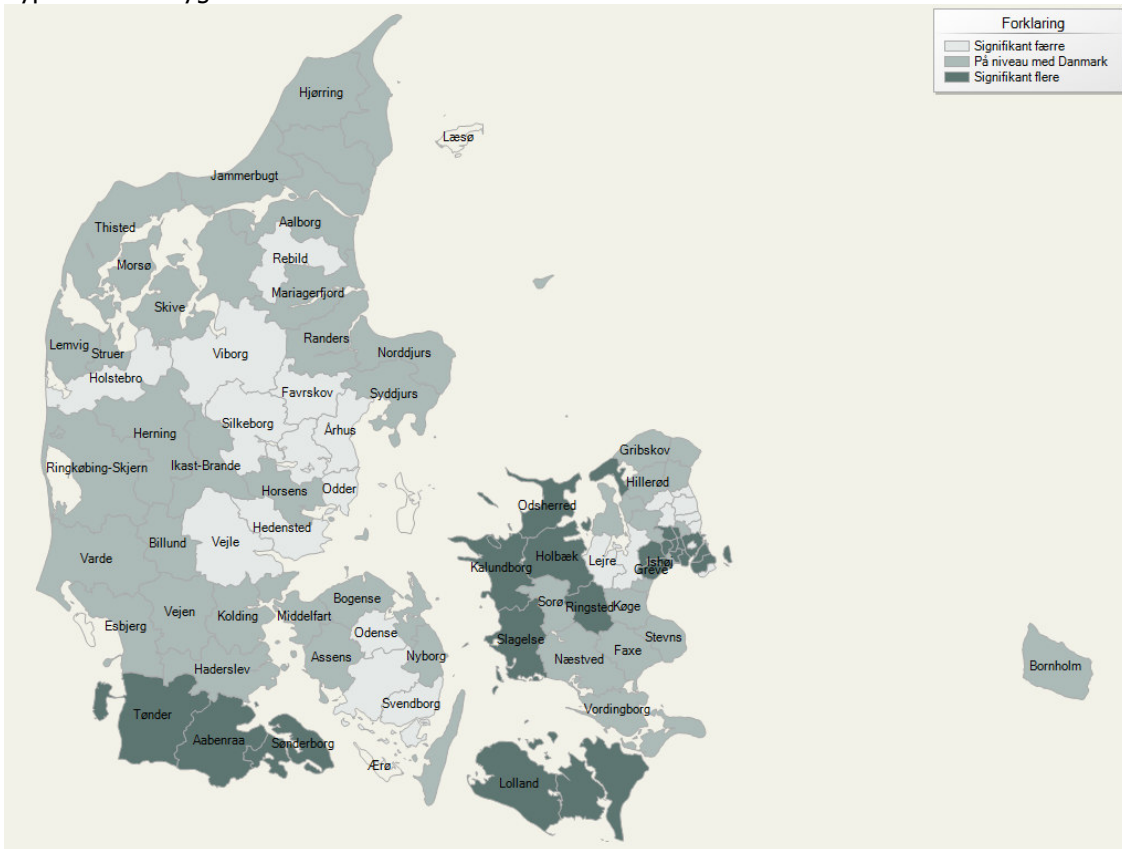 Forklaring
Signifikant færre
På niveau med Danmark
Signifikant flere
Hjørring
Læsø
Jammerbugt
Aalborg
Thisted
Rebild
Morsø
Mariagerfjord
Skive
Randers
Lemvig
Struer
Viborg
Norddjurs
Holstebro
Favrskov
Syddjurs
Silkeborg
Århus
Herning
Gribskov
Ringkøbing-Skjern
Ikast-Brande
Hillerød
Horsens
Odder
Odsherred
Hedensted
Vejle
Billund
Varde
Holbæk
Lejre
Ishøj
Kalundborg
Greve
Bogense
Sorø
Ringsted
Køge
Vejen
Kolding
Middelfart
Esbjerg
Odense
Slagelse
Stevns
Assens
Nyborg
Faxe
Næstved
Haderslev
Bornholm
Svendborg
Vordingborg
Tønder
Aabenraa
Sønderborg
Ærø
Lolland